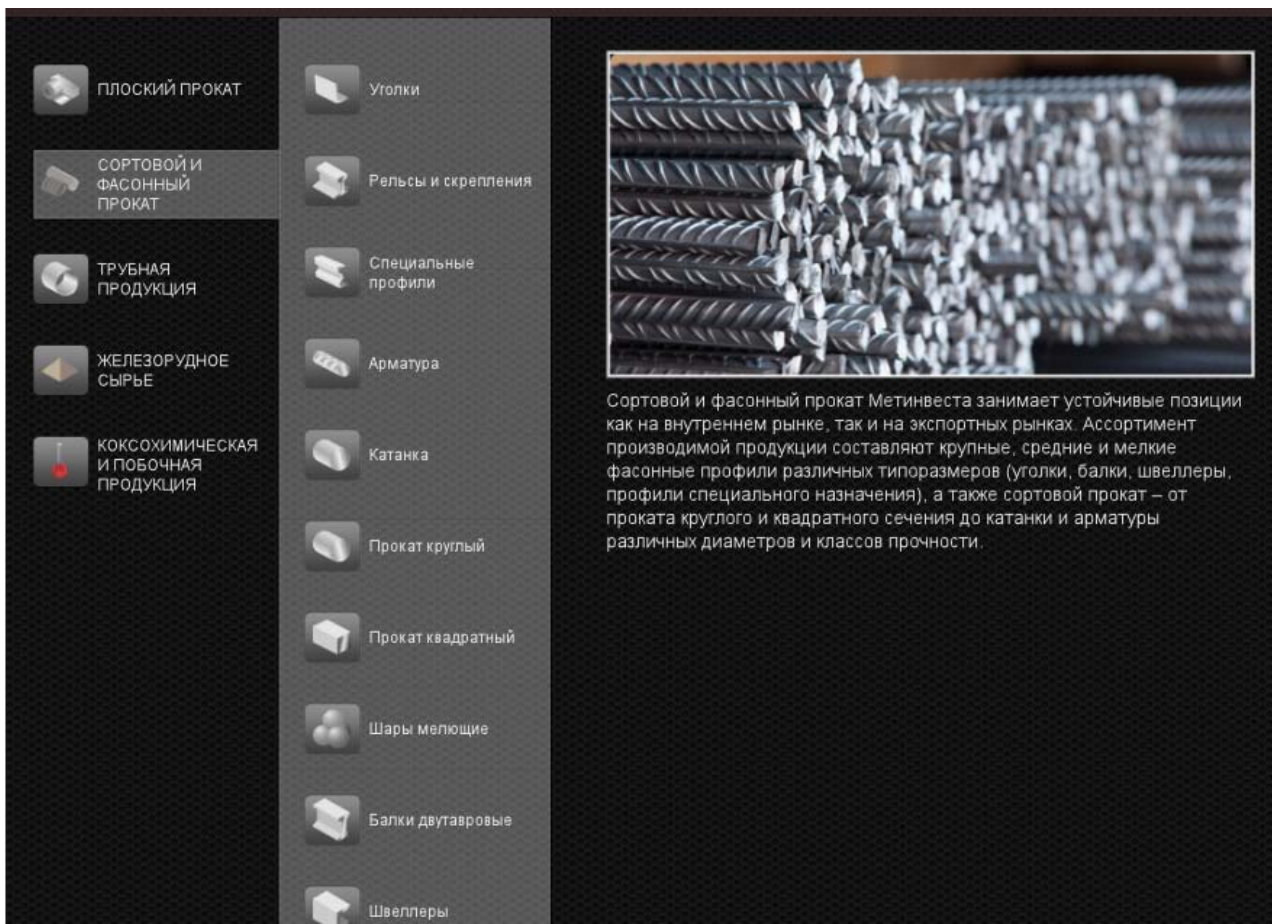 ПЛОСКИЙ ПРОКАТ
СОРТОВОЙ И
ФАСОННЫЙ
ПРОКАТ
ТРУБНАЯ
ПРОДУКЦИЯ
ЖЕЛЕЗОРУДНОЕ
СЫРЬЕ
КОКСОХИМИЧЕСКАЯ
И ПОБОЧНАЯ
ПРОДУКЦИЯ
Уголки
Рельсы и скрепления
Специальные
профили
Арматура
Катанка
Прокат круглый
Прокат квадратный
Шары мелющие
Балки двутавровые
Швеллеры
Сортовой и фасонный прокат Метинвеста занимает устойчивые позиции
как на внутреннем рынке, так и на экспортных рынках. Ассортимент
производимой продукции составляют крупные, средние и мелкие
фасонные профили различных типоразмеров (уголки, балки, швеллеры,
профили специального назначения), а также сортовой прокат – от
проката круглого и квадратного сечения до катанки и арматуры
различных диаметров и классов прочности.